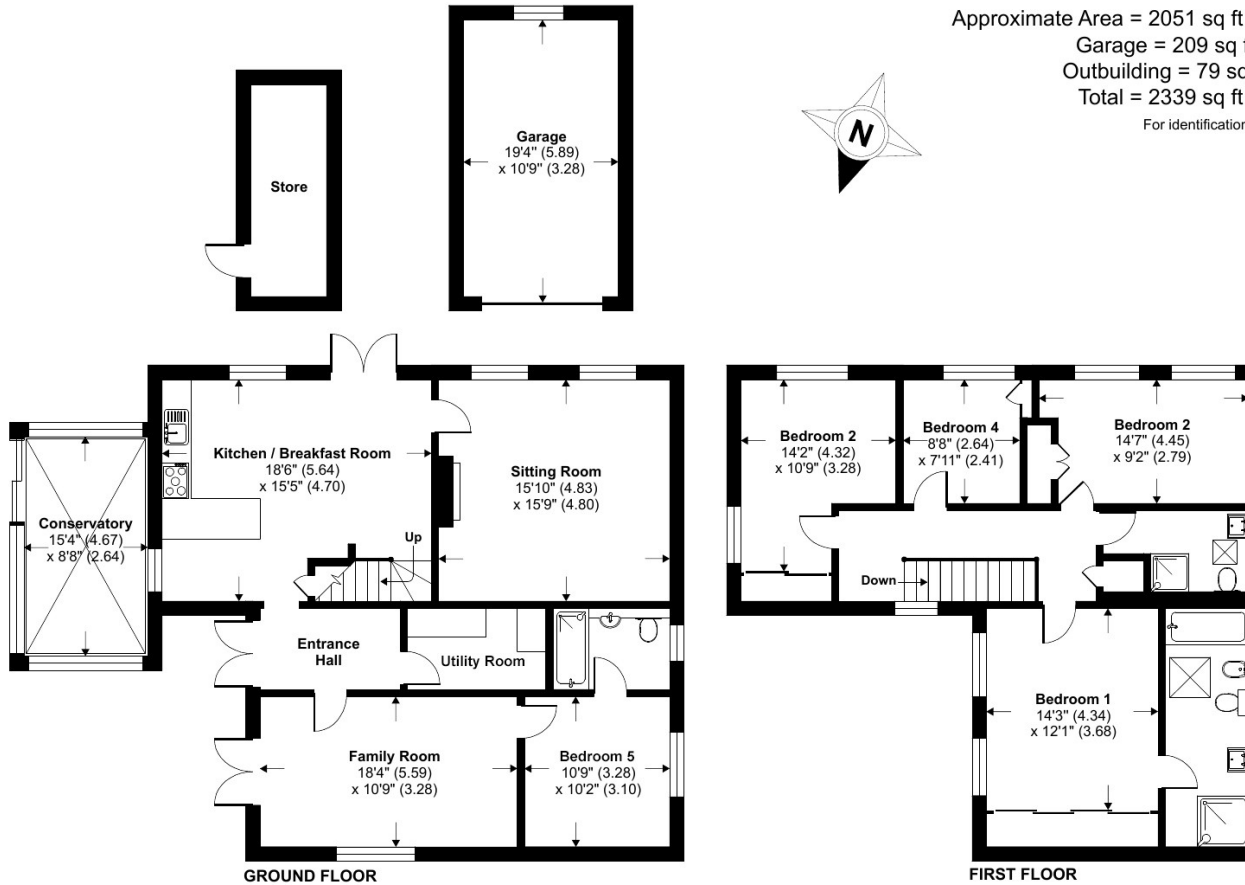 Approximate Area = 2051 sq ft
Garage = 209 sq f
Outbuilding = 79 sq
Total = 2339 sq ft
For identification
N
Garage
19'4" (5.89)
x 10'9" (3.28)
Store
Kitchen / Breakfast Room
18'6" (5.64)
x 15'5" (4.70)
Sitting Room
15'10" (4.83)
x 15'9" (4.80)
Conservatory
15'4" (4.67)
x 8'8" (2.64)
Up
Entrance
Hall
Utility Room
Family Room
18'4" (5.59)
x 10'9" (3.28)
Bedroom 5
10'9" (3.28)
x 10'2" (3.10)
GROUND FLOOR
Bedroom 2
14'2" (4.32)
x 10'9" (3.28)
Bedroom 4
8'8" (2.64)
x 7'11" (2.41)
Bedroom 2
14'7" (4.45)
x 9'2" (2.79)
Down
Bedroom 1
14'3" (4.34)
x 12'1" (3.68)
FIRST FLOOR